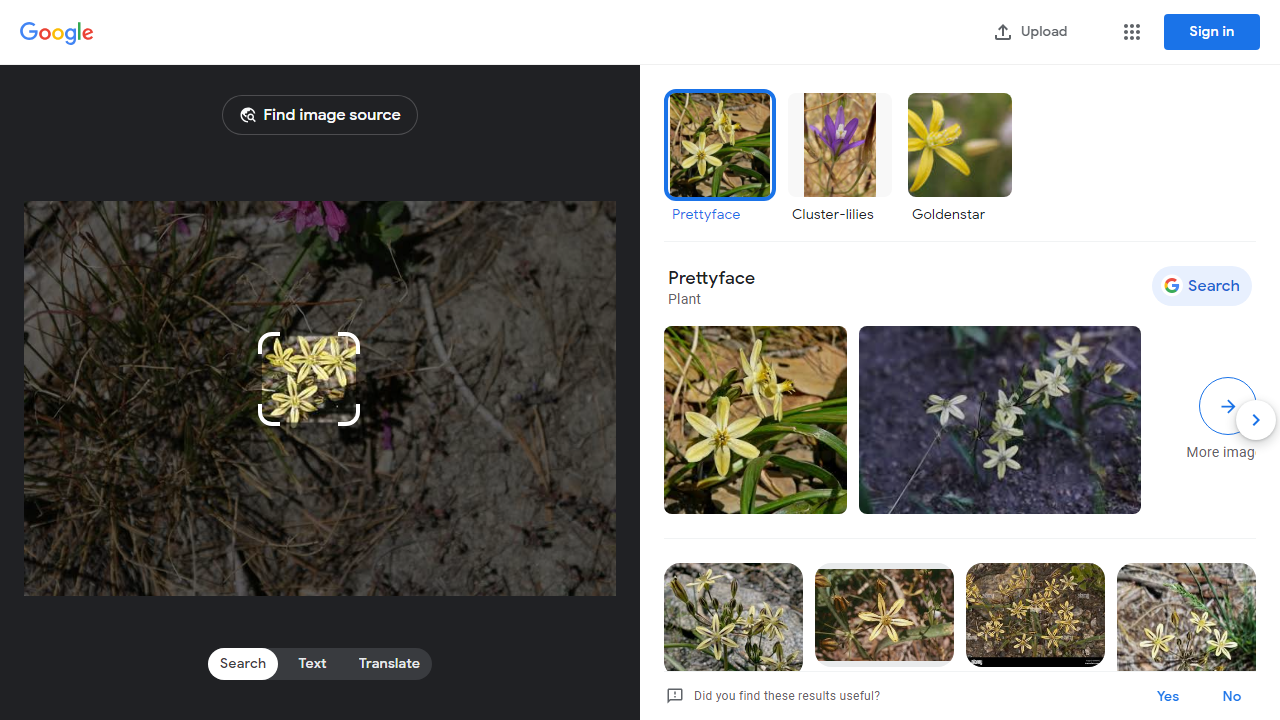 Google
Upload
Sign in
Find image source
Search
Text
Translate
Prettyface
Cluster-lilies
Goldenstar
Prettyface
Plant
Search
More imag
Did you find these results useful?
Yes
No